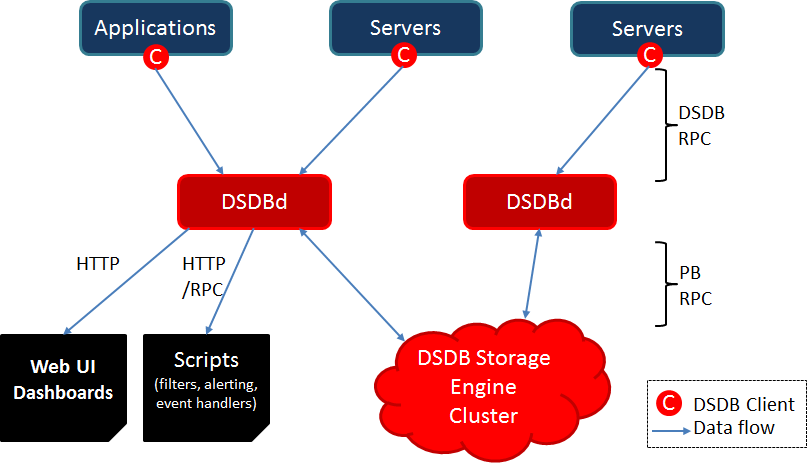 Applications
Servers
Servers
C
C
C
DSDB
RPC
DSDBd
DSDBd
HTTP
HTTP
/RPC
PB
RPC
Web UI
Dashboards
Scripts
(filters, alerting,
event handlers)
DSDB Storage
Engine
Cluster
C DSDB Client
Data flow